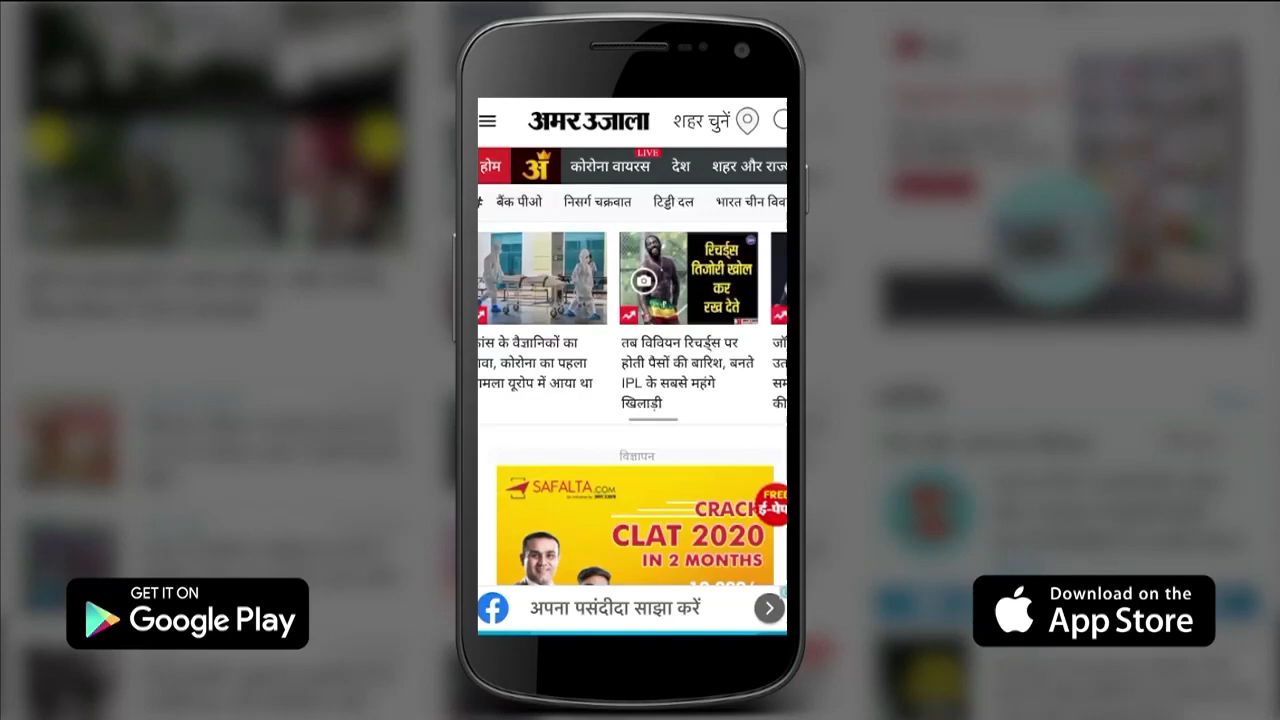 अमर उजाला
शहर चुनें
LIVE
होम
अ
कोरोना वायरस
देश
शहर और राज्य
#
बैंक पीओ
निसर्ग चक्रवात
टिड्डी दल
भारत चीन
रिचर्ड्स
तिजोरी खोल
कर
रख देते
वैज्ञानिकों का
कोरोना का पहला
यूरोप में आया था
तब विवियन रिचर्ड्स पर
होती पैसों की बारिश, बनते
IPL के सबसे महंगे
खिलाड़ी
विज्ञापन
SAFALTA.COM
CRACK
CLAT 2020
IN 2 MONTHS
FREE
अपना पसंदीदा साझा करें
GET IT ON
Google Play
Download on the
App Store